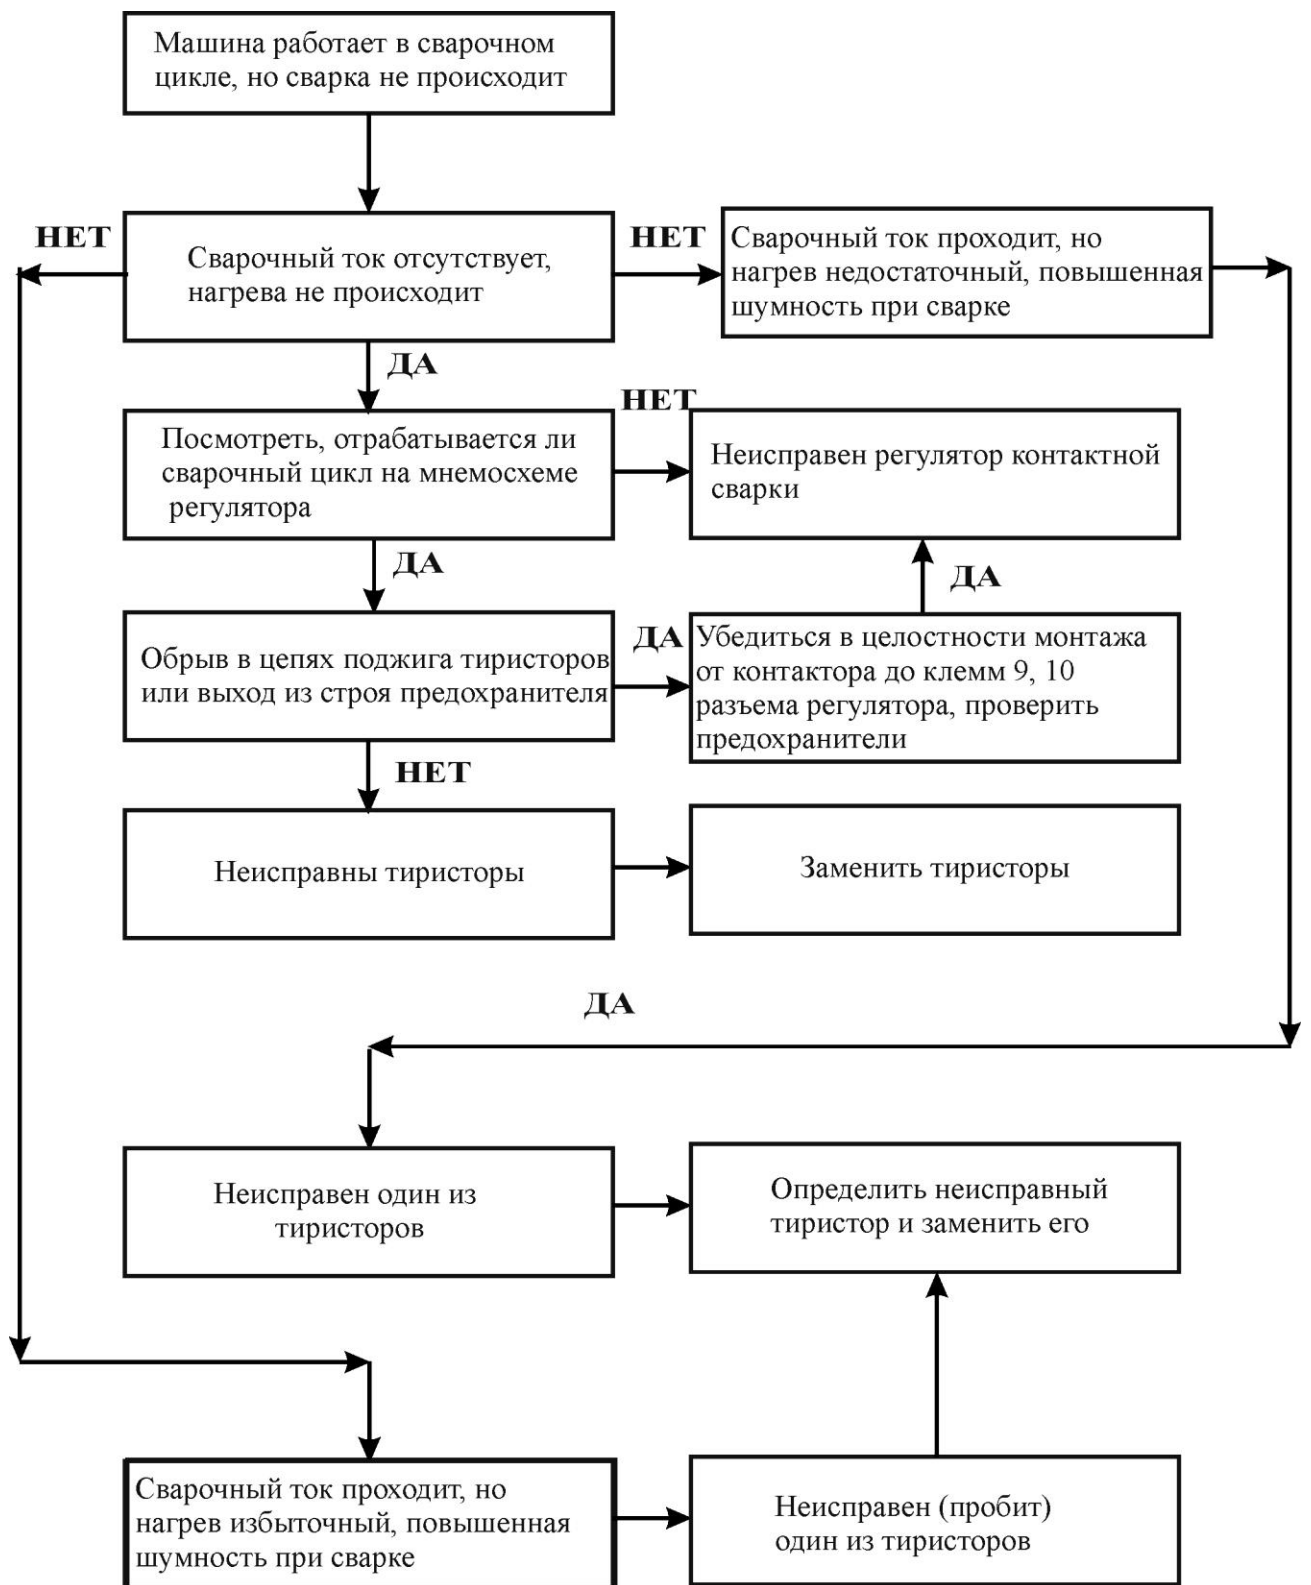 Машина работает в сварочном
цикле, но сварка не происходит
НЕТ
Сварочный ток отсутствует,
нагрева не происходит
НЕТ
Сварочный ток проходит, но
нагрев недостаточный, повышенная
шумность при сварке
ДА
Посмотреть, отрабатывается ли
сварочный цикл на мнемосхеме
регулятора
НЕТ
Неисправен регулятор контактной
сварки
ДА
ДА
Обрыв в цепях поджига тиристоров
или выход из строя предохранителя
ДА
Убедиться в целостности монтажа
от контактора до клемм 9, 10
разъема регулятора, проверить
предохранители
НЕТ
Неисправны тиристоры
Заменить тиристоры
ДА
Неисправен один из
тиристоров
Определить неисправный
тиристор и заменить его
Сварочный ток проходит, но
нагрев избыточный, повышенная
шумность при сварке
Неисправен (пробит)
один из тиристоров